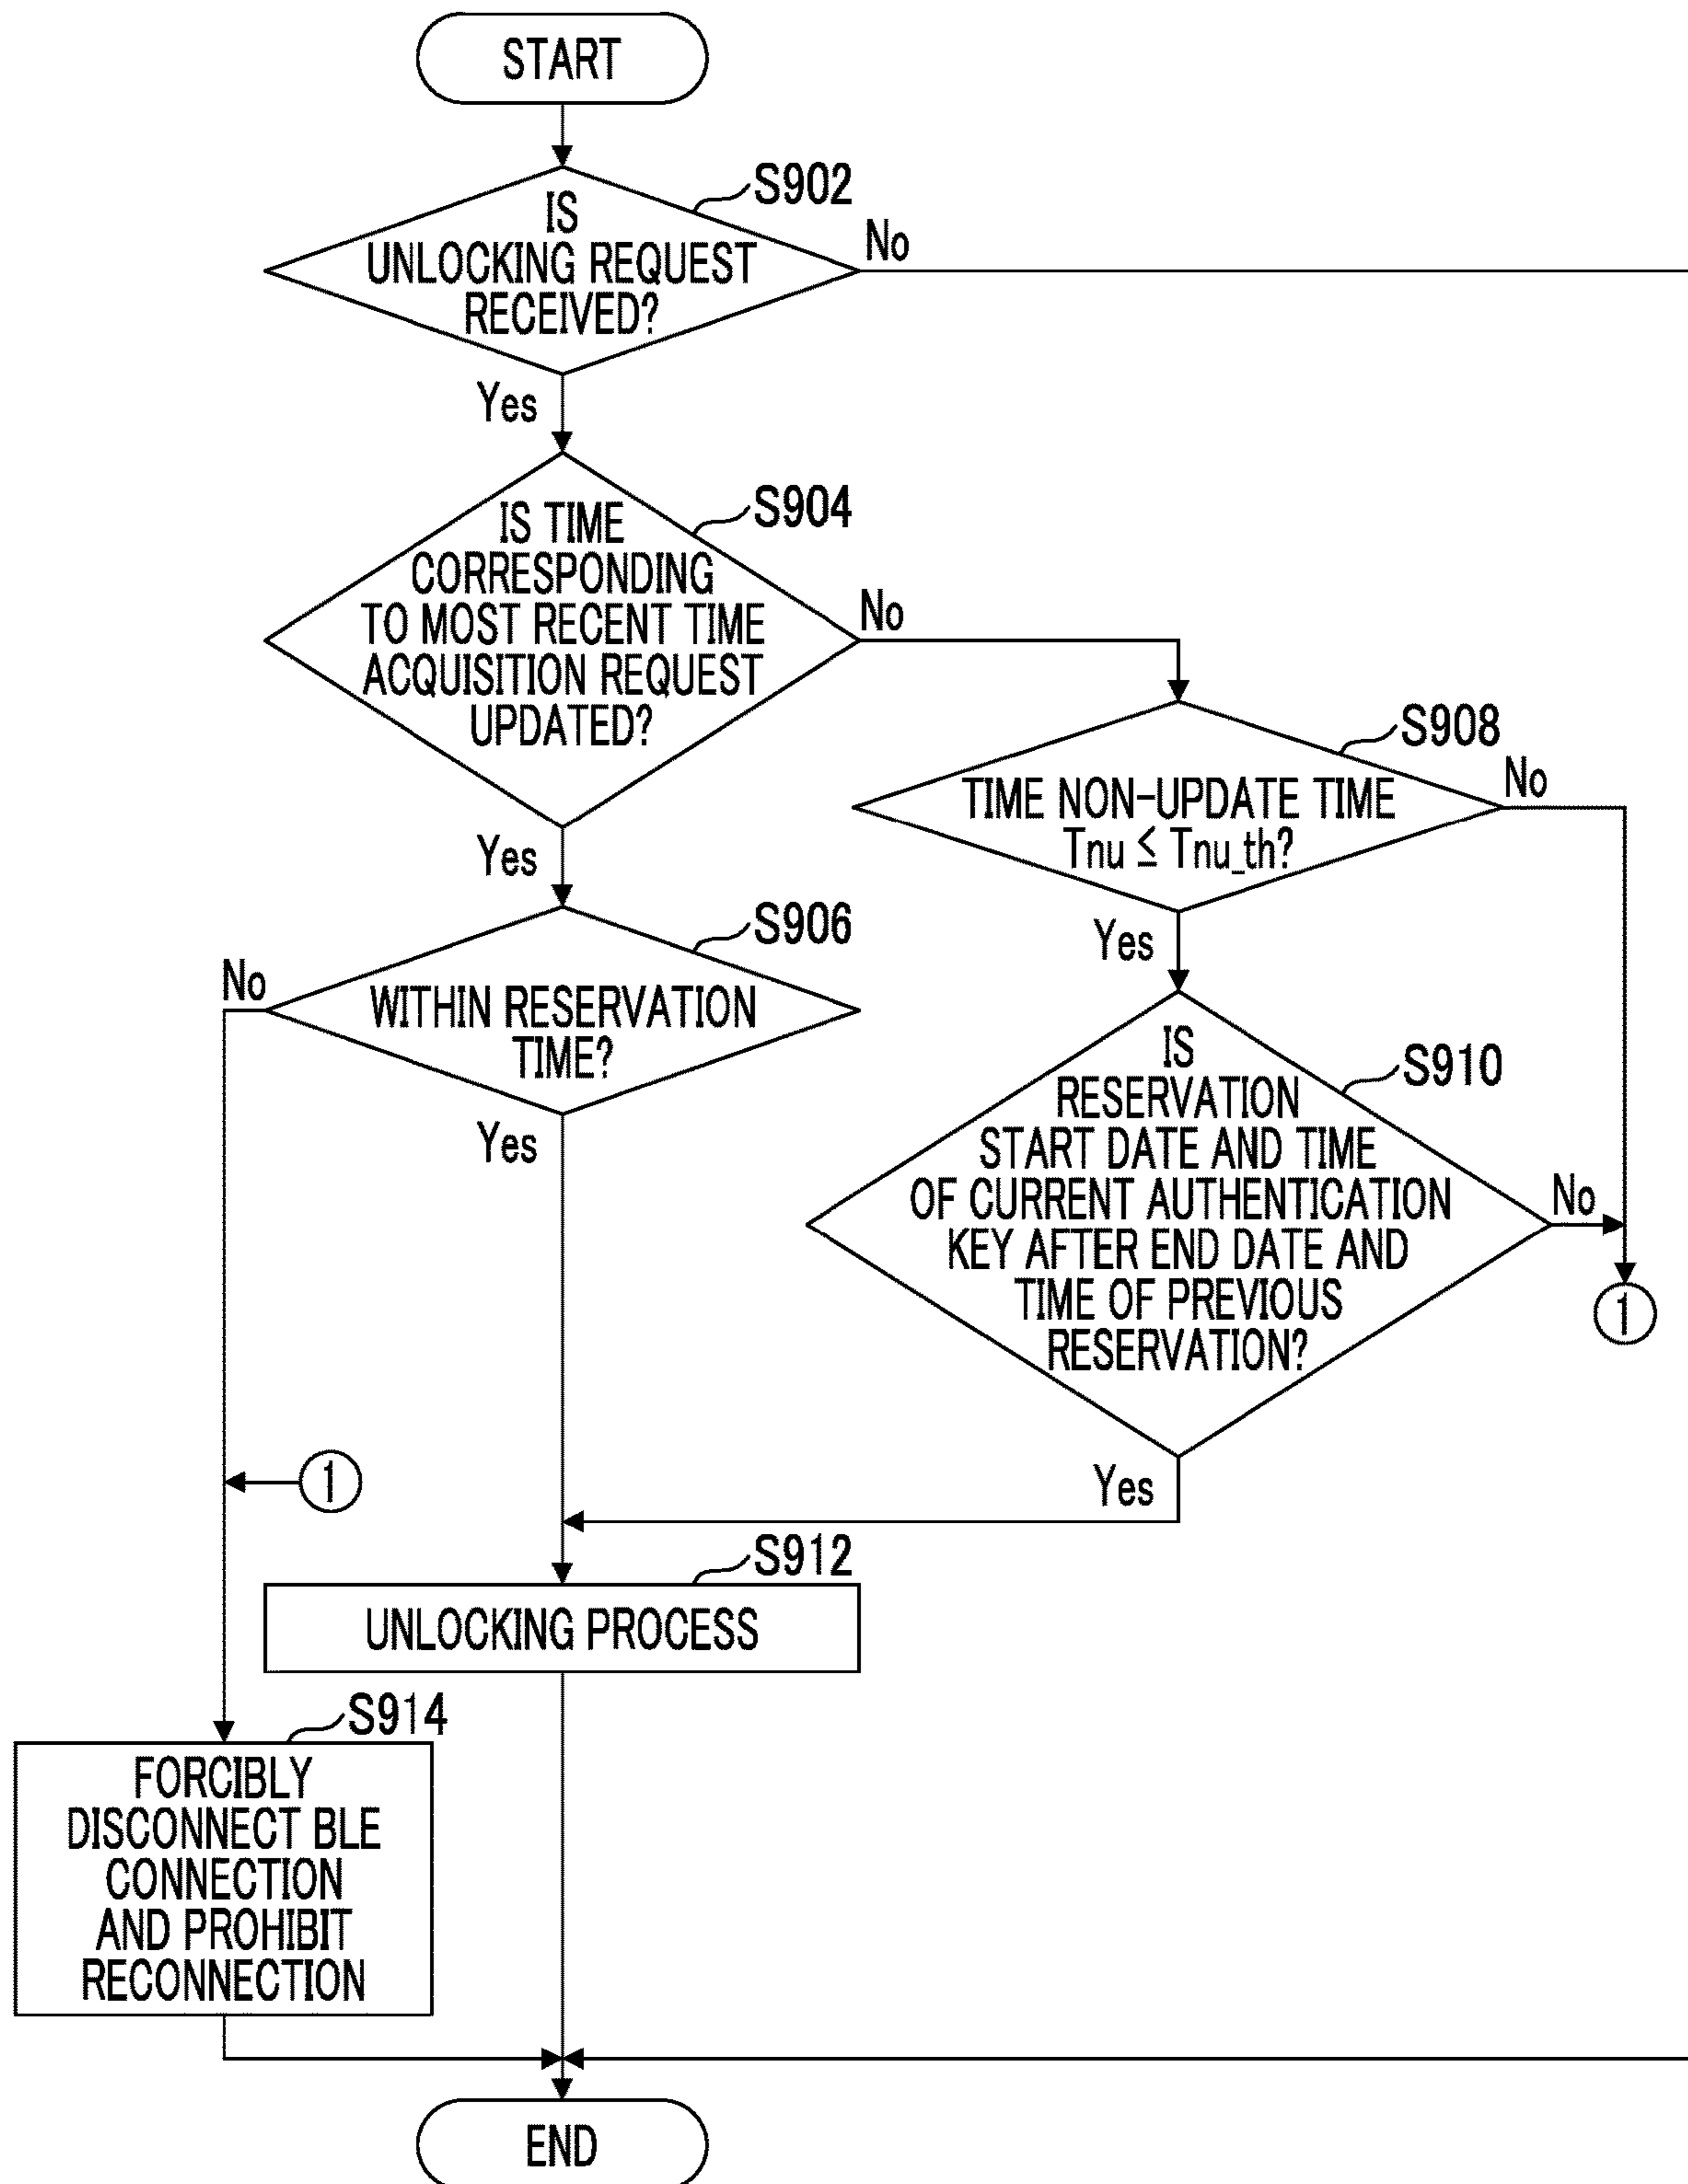 START
S902
IS
UNLOCKING REQUEST
RECEIVED?
No
Yes
S904
IS TIME
CORRESPONDING
TO MOST RECENT TIME
ACQUISITION REQUEST
UPDATED?
No
Yes
S908
TIME NON-UPDATE TIME
Tnu ≤ Tnu_th?
No
Yes
S906
WITHIN RESERVATION
TIME?
No
Yes
S910
IS
RESERVATION
START DATE AND TIME
OF CURRENT AUTHENTICATION
KEY AFTER END DATE AND
TIME OF PREVIOUS
RESERVATION?
No
1
Yes
1
S912
UNLOCKING PROCESS
S914
FORCIBLY
DISCONNECT BLE
CONNECTION
AND PROHIBIT
RECONNECTION
END